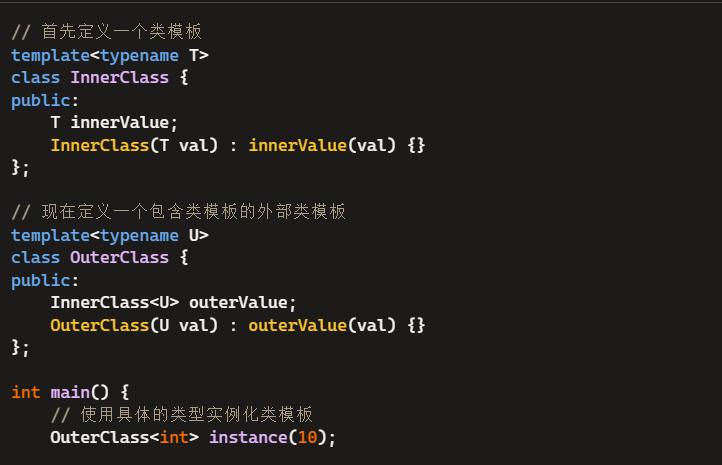 // 首先定义一个类模板
template<typename T>
class InnerClass {
public:
    T innerValue;
    InnerClass(T val) : innerValue(val) {}
};

// 现在定义一个包含类模板的外部类模板
template<typename U>
class OuterClass {
public:
    InnerClass<U> outerValue;
    OuterClass(U val) : outerValue(val) {}
};

int main() {
    // 使用具体的类型实例化类模板
    OuterClass<int> instance(10);